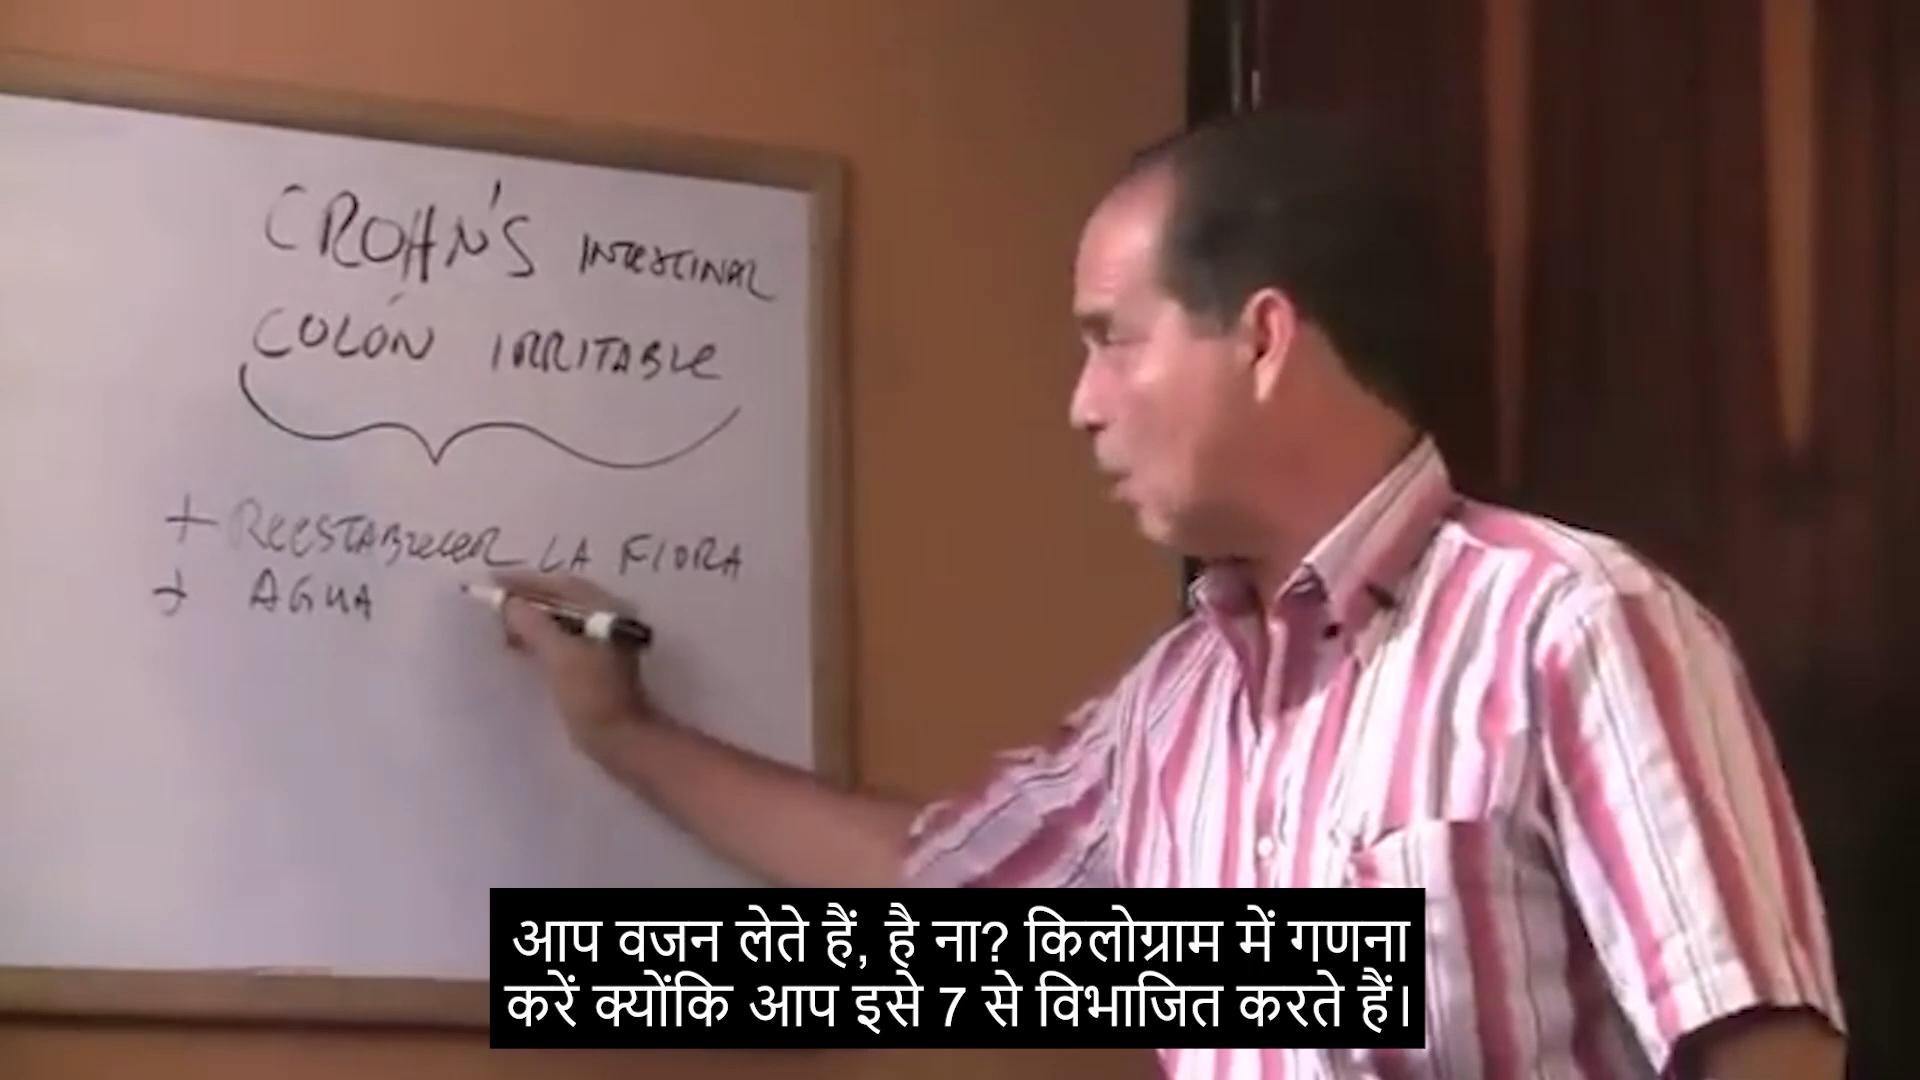 CROHN'S INTESTINAL
COLÓN IRRITABLE
+ REESTABLECER LA FLORA
+ AGUA
आप वजन लेते हैं, है ना? किलोग्राम में गणना
करें क्योंकि आप इसे 7 से विभाजित करते हैं।